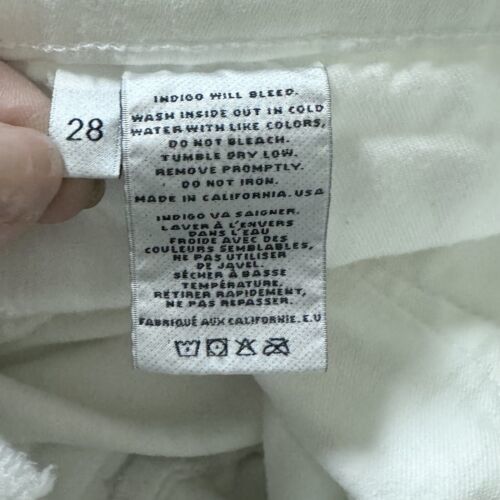 28
INDIGO WILL BLEED.
WASH INSIDE OUT IN COLD
WATER WITH LIKE COLORS,
DO NOT BLEACH.
TUMBLE DRY LOW.
REMOVE PROMPTLY.
DO NOT IRON.
MADE IN CALIFORNIA. USA
INDIGO VA SAIGNER.
LAVER À L'ENVERS
DANS L'EAU
FROIDE AVEC DES
COULEURS SEMBLABLES,
NE PAS UTILISER
DE JAVEL.
SÉCHER À BASSE
TEMPÉRATURE,
RETIRER RAPIDEMENT,
NE PAS REPASSER.
FABRIQUÉ AUX CALIFORNIE. E.U